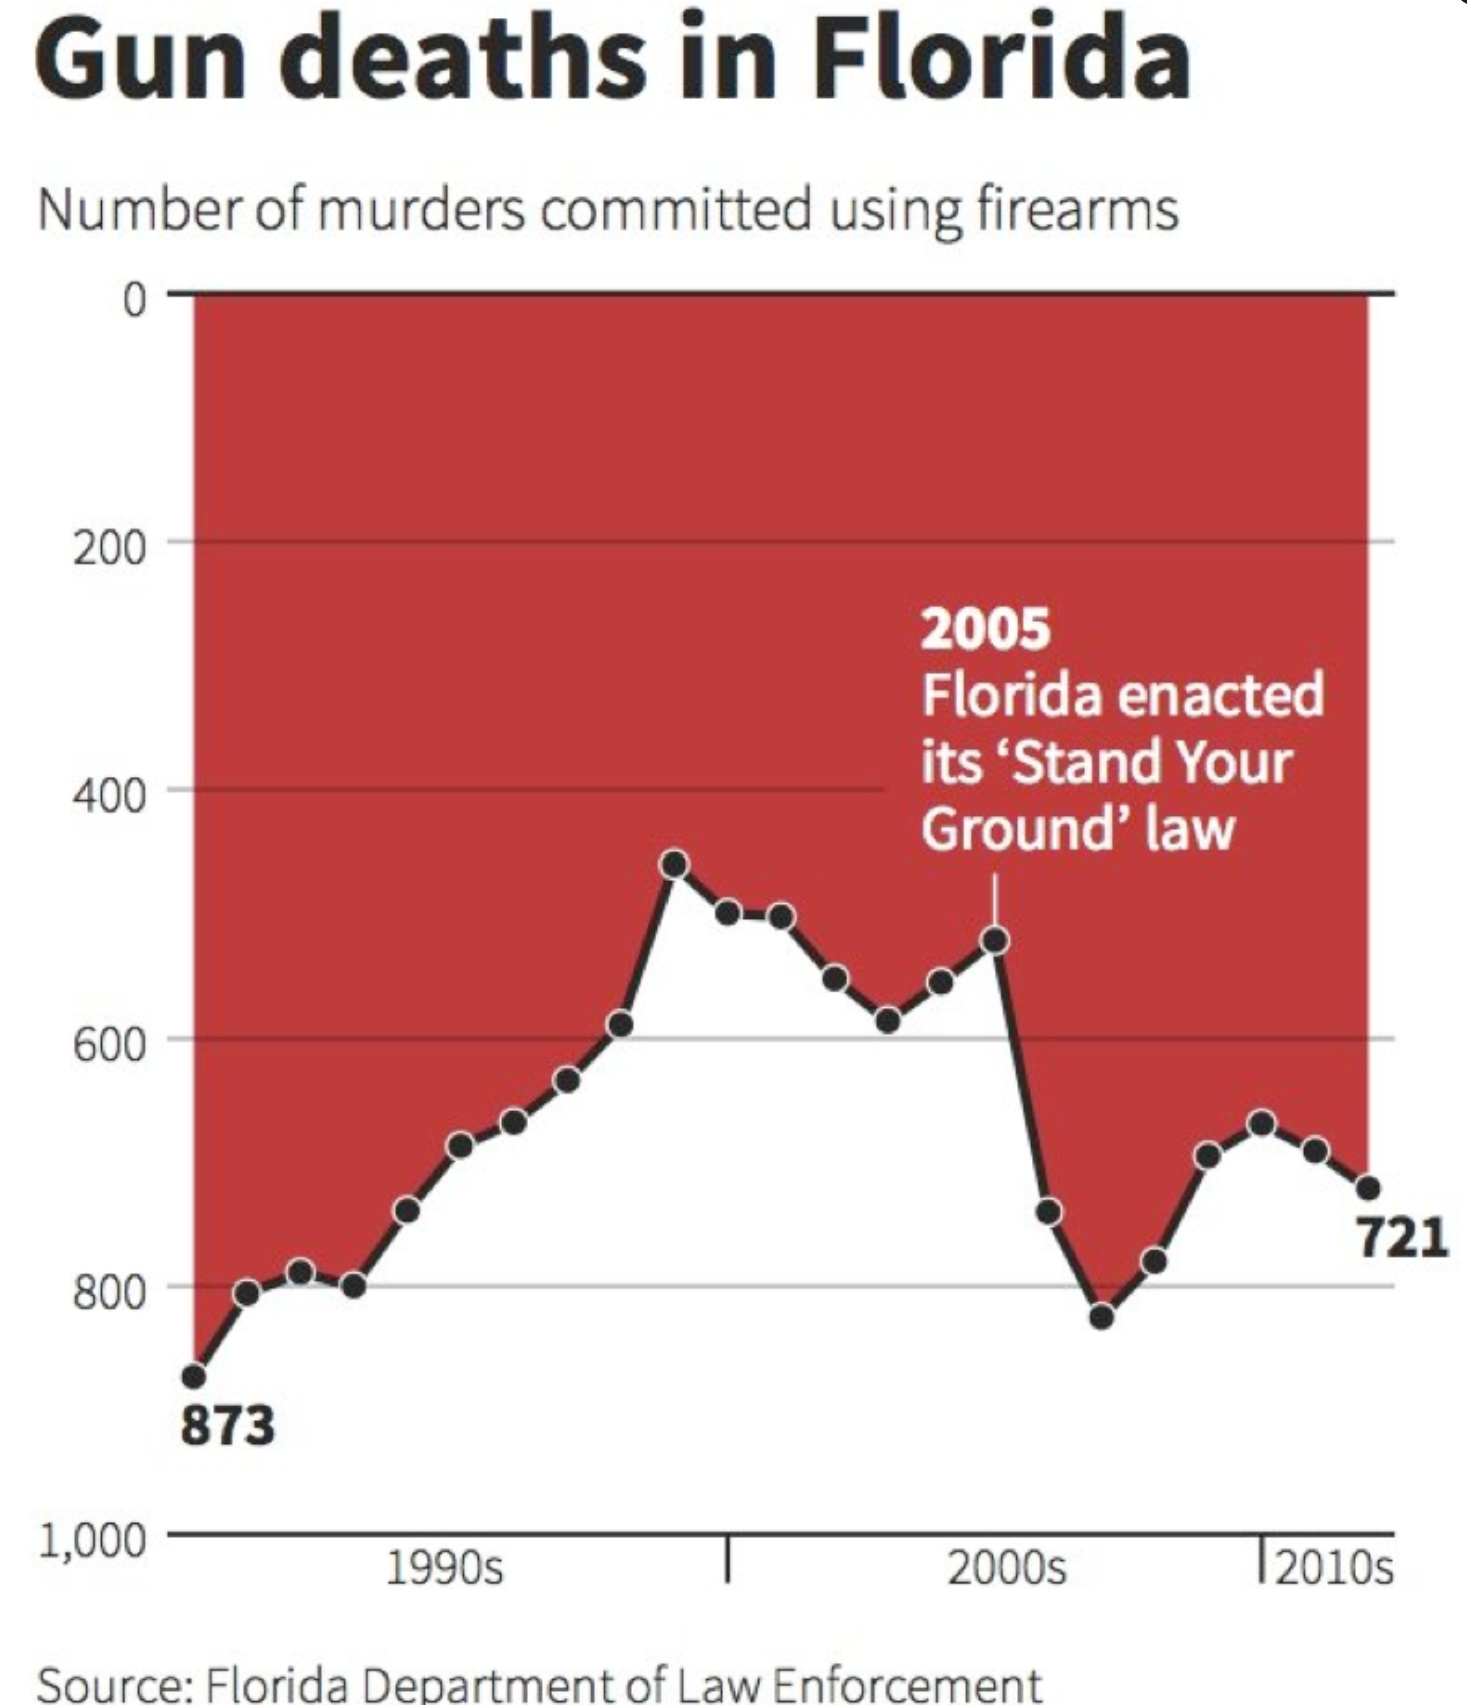 Gun deaths in Florida
Number of murders committed using firearms
0
200
2005
Florida enacted
its ‘Stand Your
Ground’ law
400
600
721
800
873
1,000
1990s 2000s 2010s
Source: Florida Department of Law Enforcement